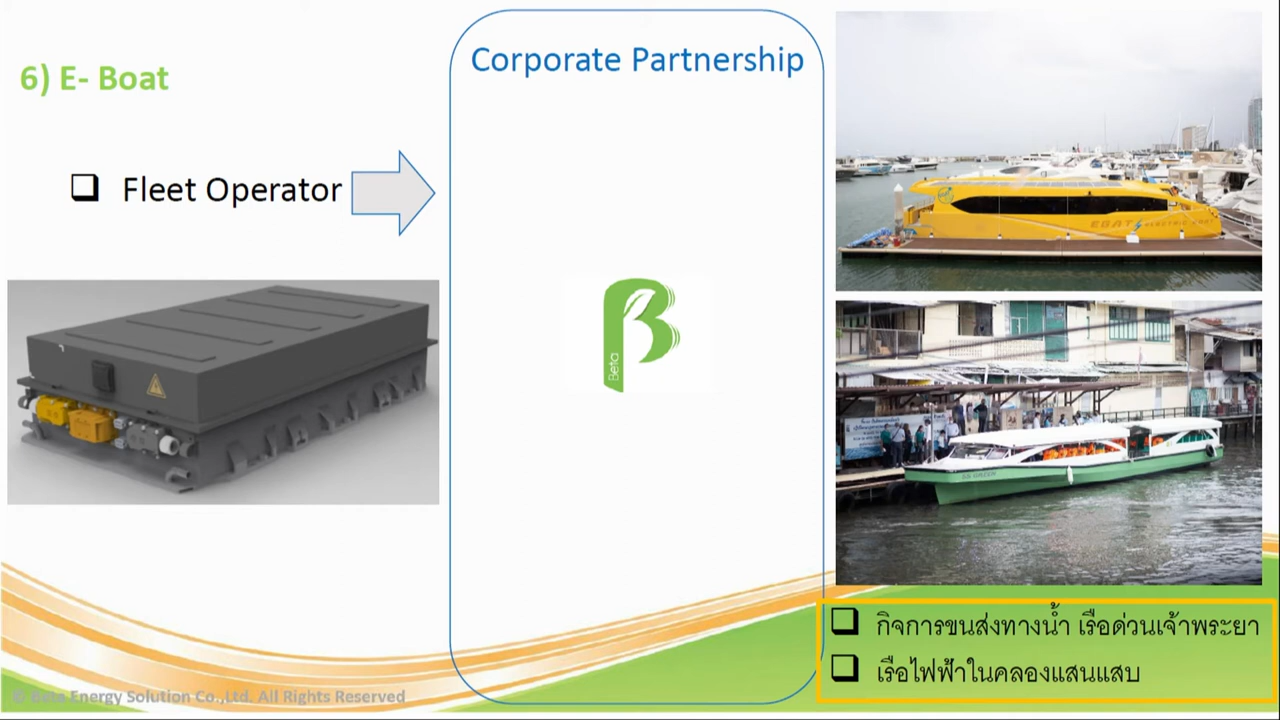 6) E- Boat
Fleet Operator
Corporate Partnership
Beta
EBAT ELECTRIC BOAT
กิจการขนส่งทางน้ำ เรือด่วนเจ้าพระยา
เรือไฟฟ้าในคลองแสนแสบ
© Beta Energy Solution Co.,Ltd. All Rights Reserved